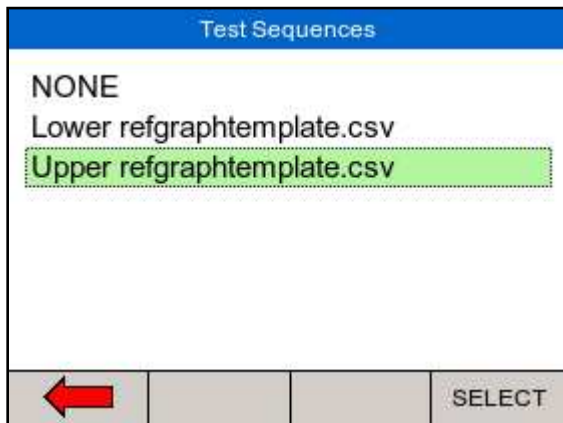 Test Sequences
NONE
Lower refgraphtemplate.csv
Upper refgraphtemplate.csv
SELECT